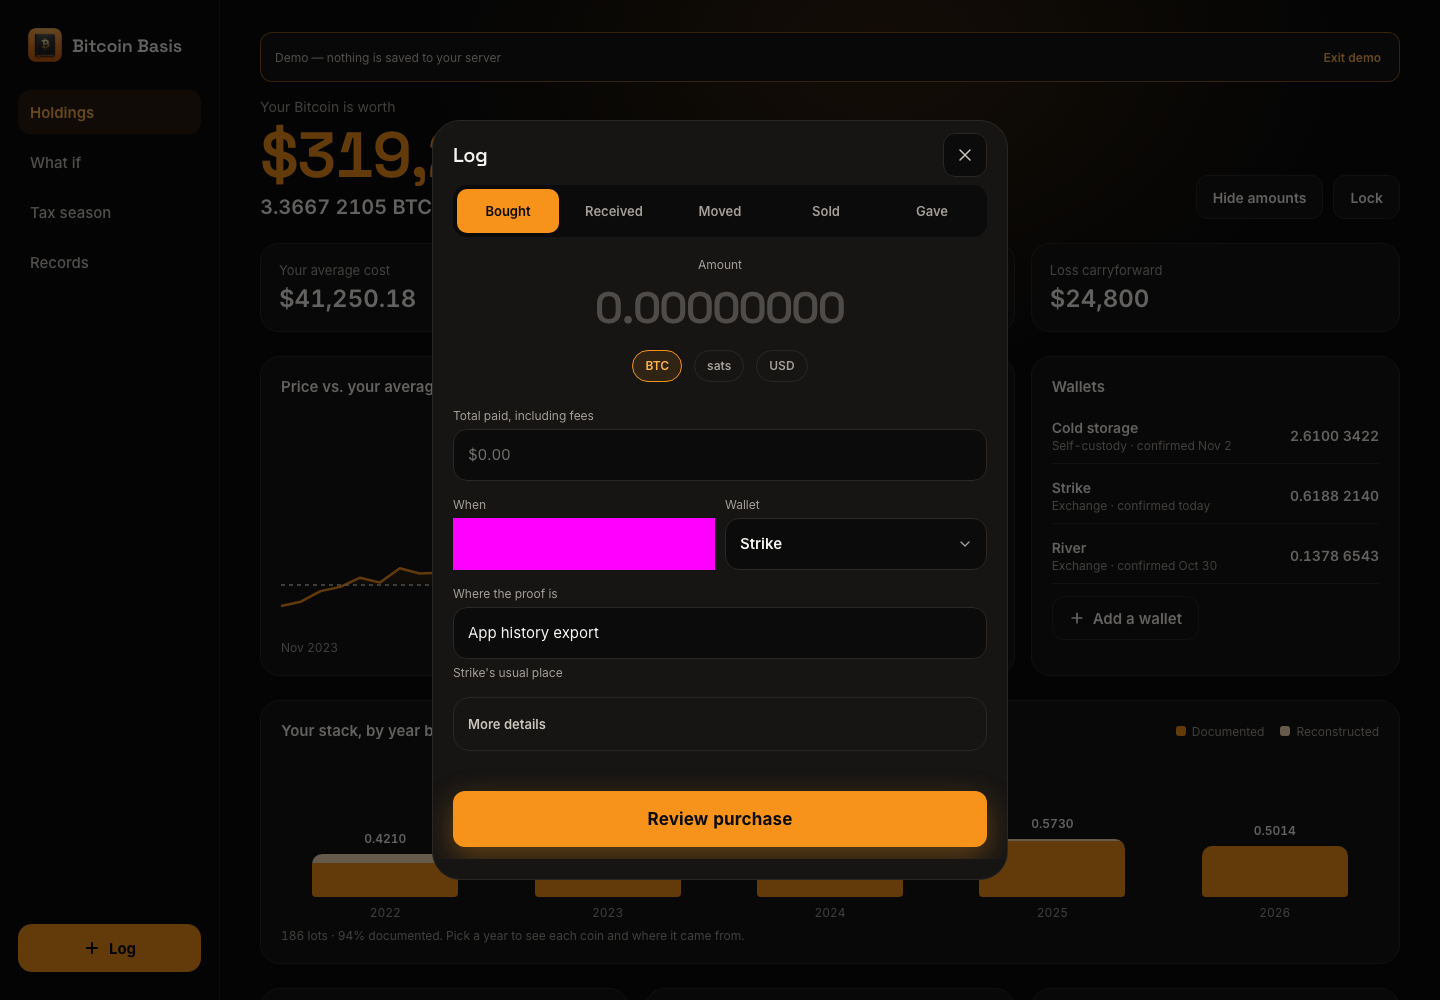 Bitcoin Basis
Holdings
What if
Tax season
Records
Log
Demo — nothing is saved to your server
Exit demo
Your Bitcoin is worth
$319,
3.3667 2105 BTC
Hide amounts
Lock
Your average cost
$41,250.18
Loss carryforward
$24,800
Price vs. your
Nov 2023
Wallets
Cold storage
Self-custody · confirmed Nov 2
2.6100 3422
Strike
Exchange · confirmed today
0.6188 2140
River
Exchange · confirmed Oct 30
0.1378 6543
Add a wallet
Your stack, by year
Documented
Reconstructed
0.4210
0.5730
0.5014
2022
2023
2024
2025
2026
186 lots · 94% documented. Pick a year to see each coin and where it came from.
Log
Bought
Received
Moved
Sold
Gave
Amount
0.00000000
BTC
sats
USD
Total paid, including fees
$0.00
When
Wallet
Strike
Where the proof is
App history export
Strike's usual place
More details
Review purchase